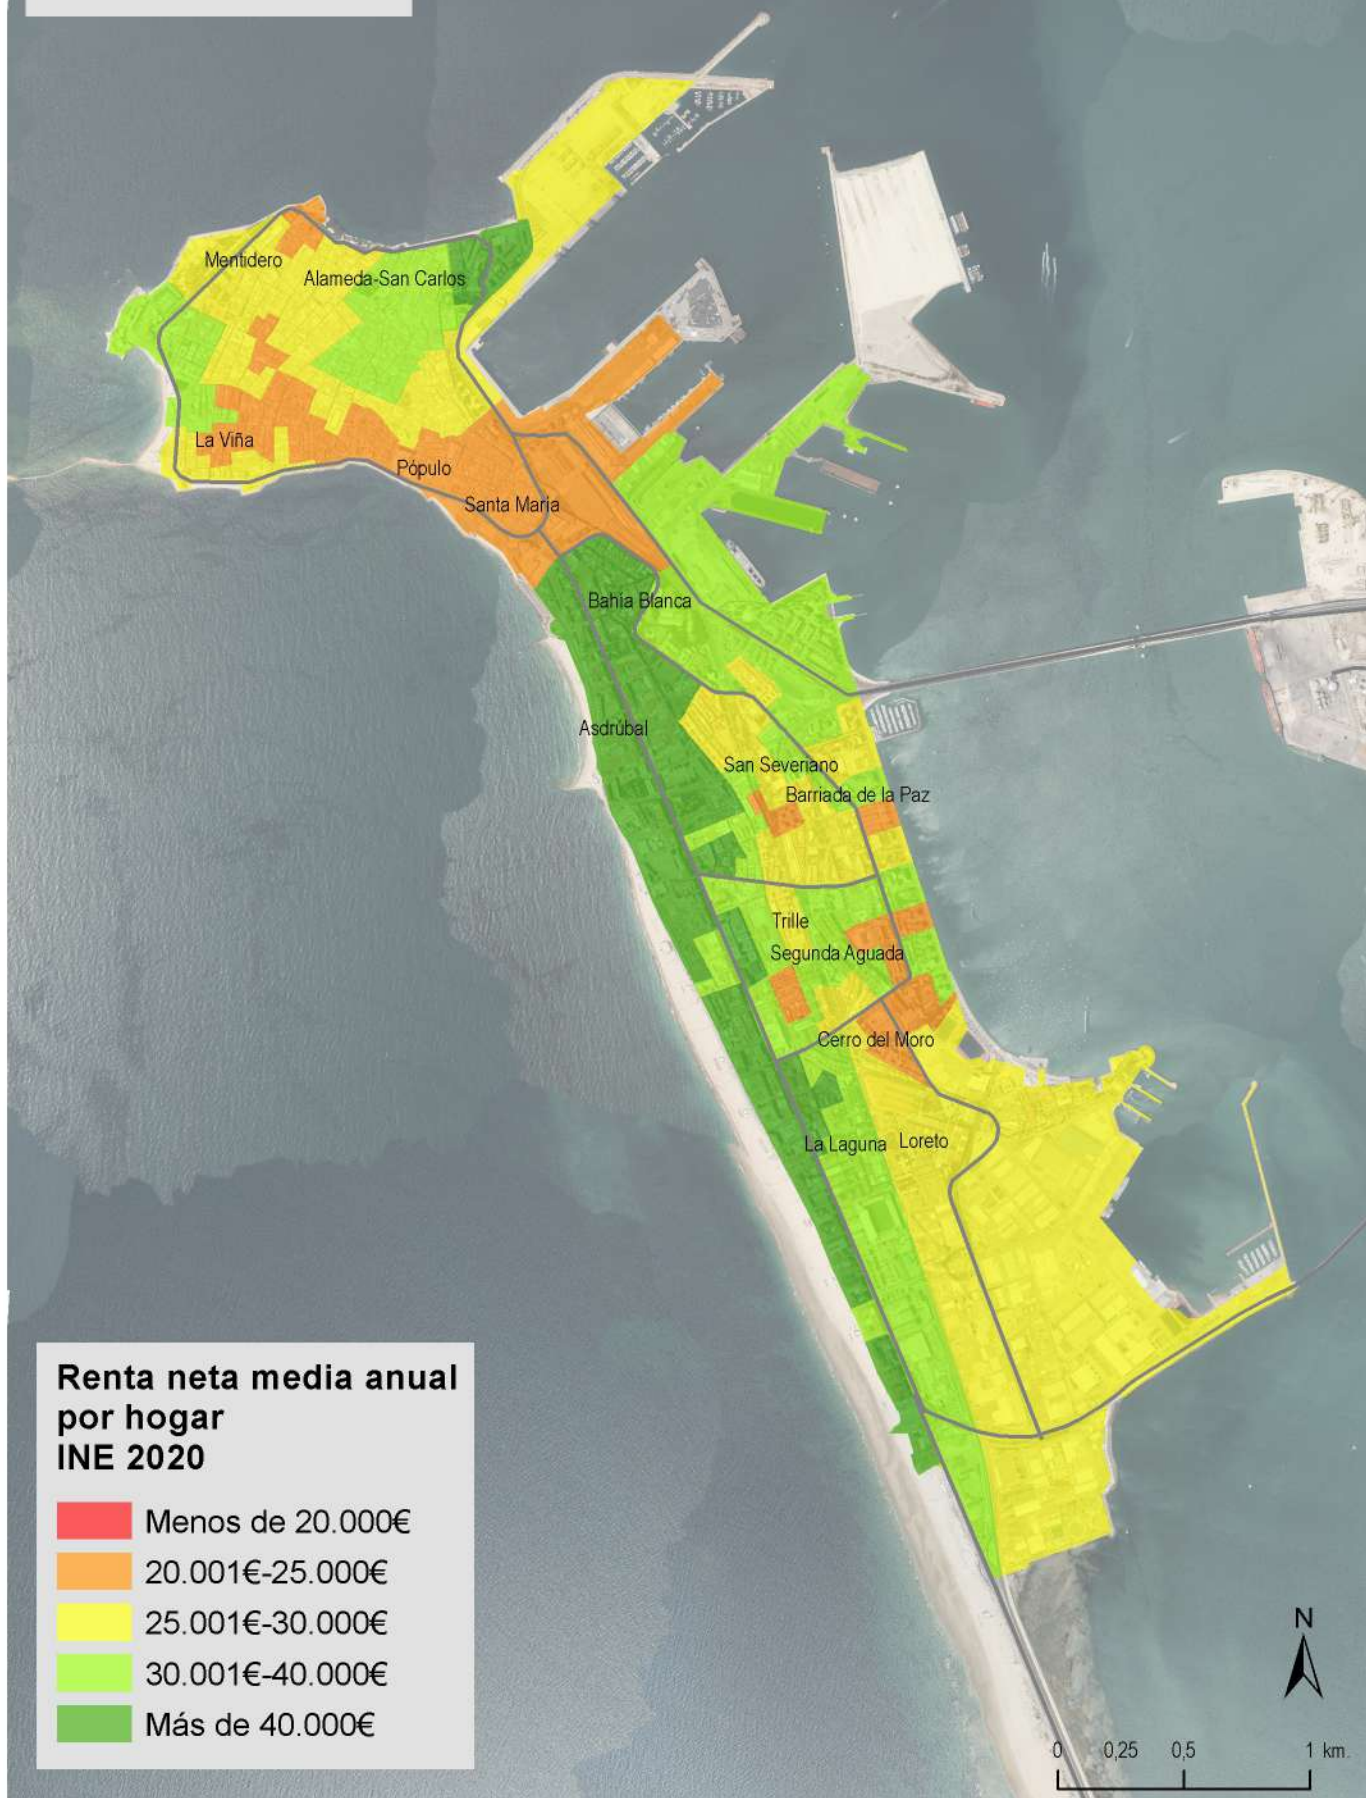 Mentidero
Alameda-San Carlos
La Viña
Pópulo
Santa María
Bahía Blanca
Asdrúbal
San Severiano
Barriada de la Paz
Trille
Segunda Aguada
Cerro del Moro
La Laguna
Loreto
Renta neta media anual
por hogar
INE 2020
Menos de 20.000€
20.001€-25.000€
25.001€-30.000€
30.001€-40.000€
Más de 40.000€
N
0 0,25 0,5 1 km.